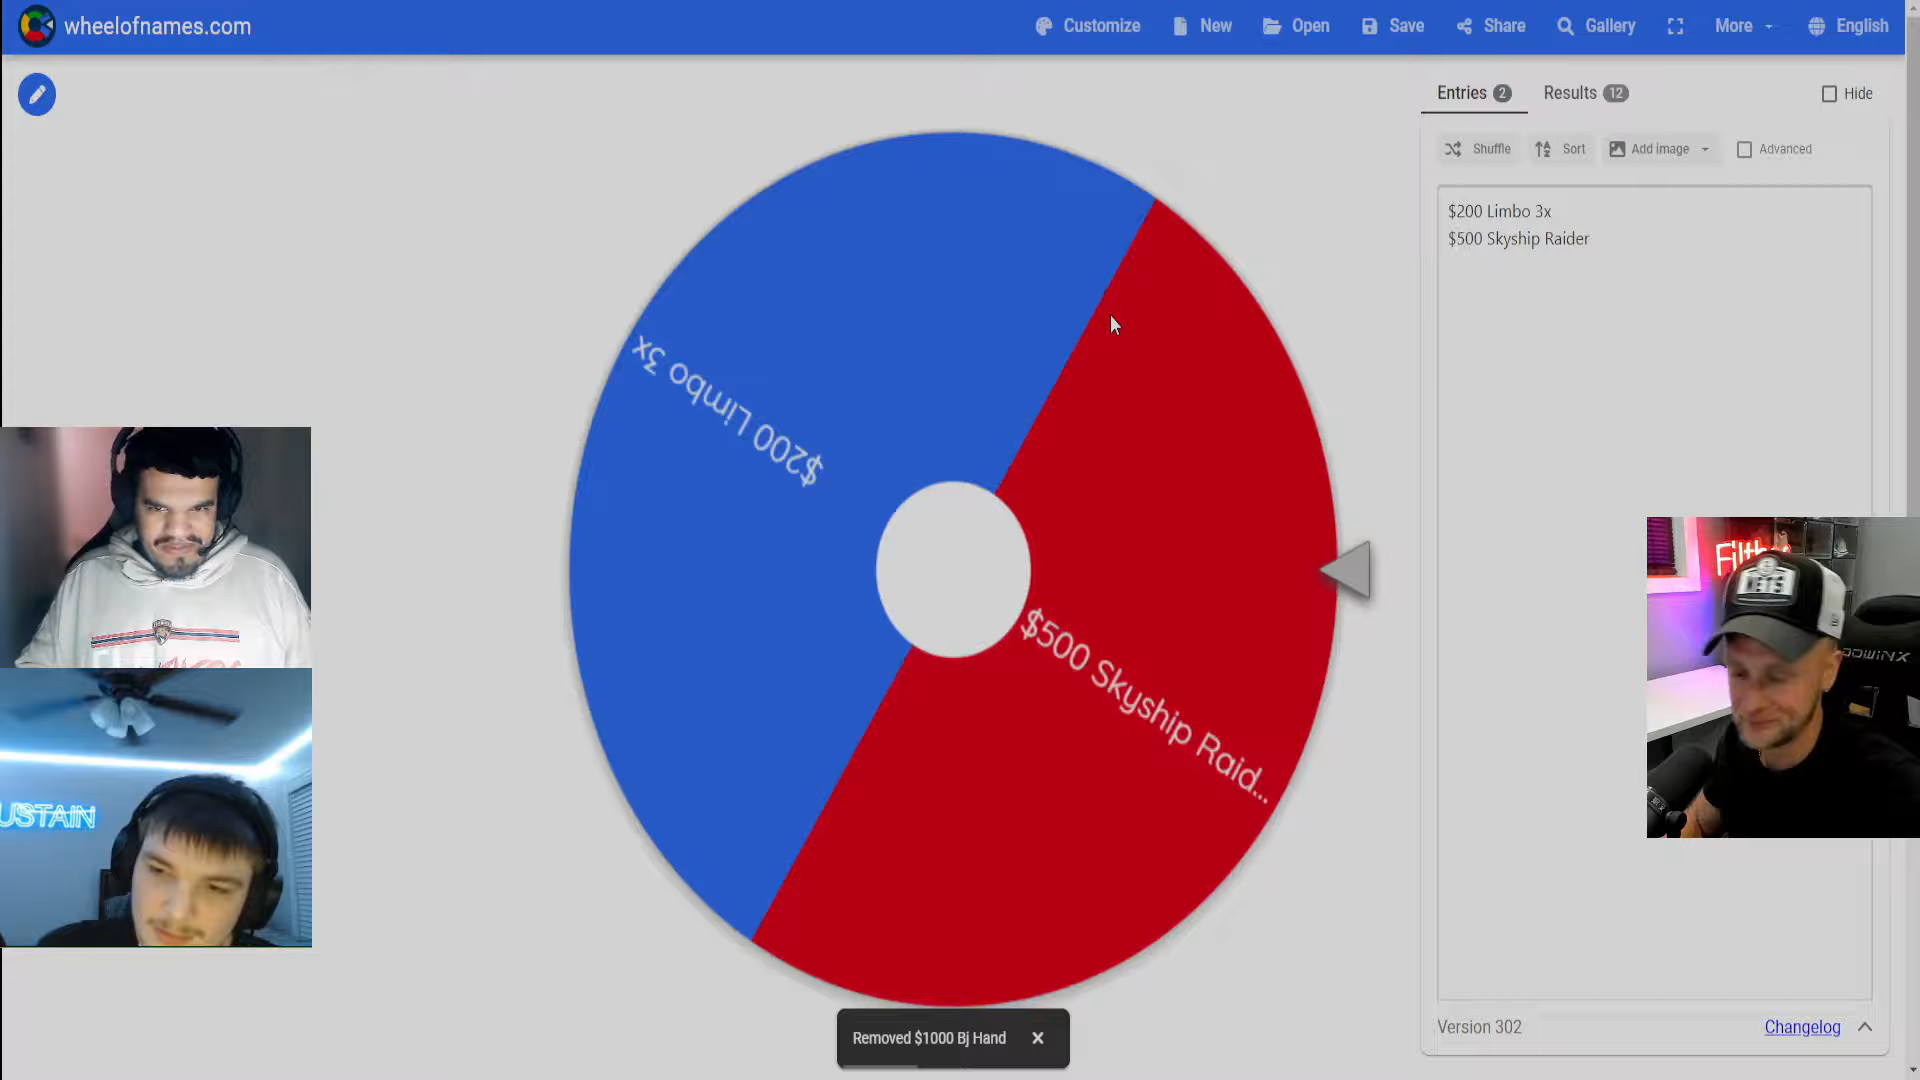 wheelofnames.com
Customize
New
Open
Save
Share
Gallery
More
English
Entries 2
Results 12
Hide
Shuffle
Sort
Add image
Advanced
$200 Limbo 3x
$500 Skyship Raider
$200 Limbo 3x
$500 Skyship Raid...
USTAIN
Removed $1000 Bj Hand
Version 302
Changelog